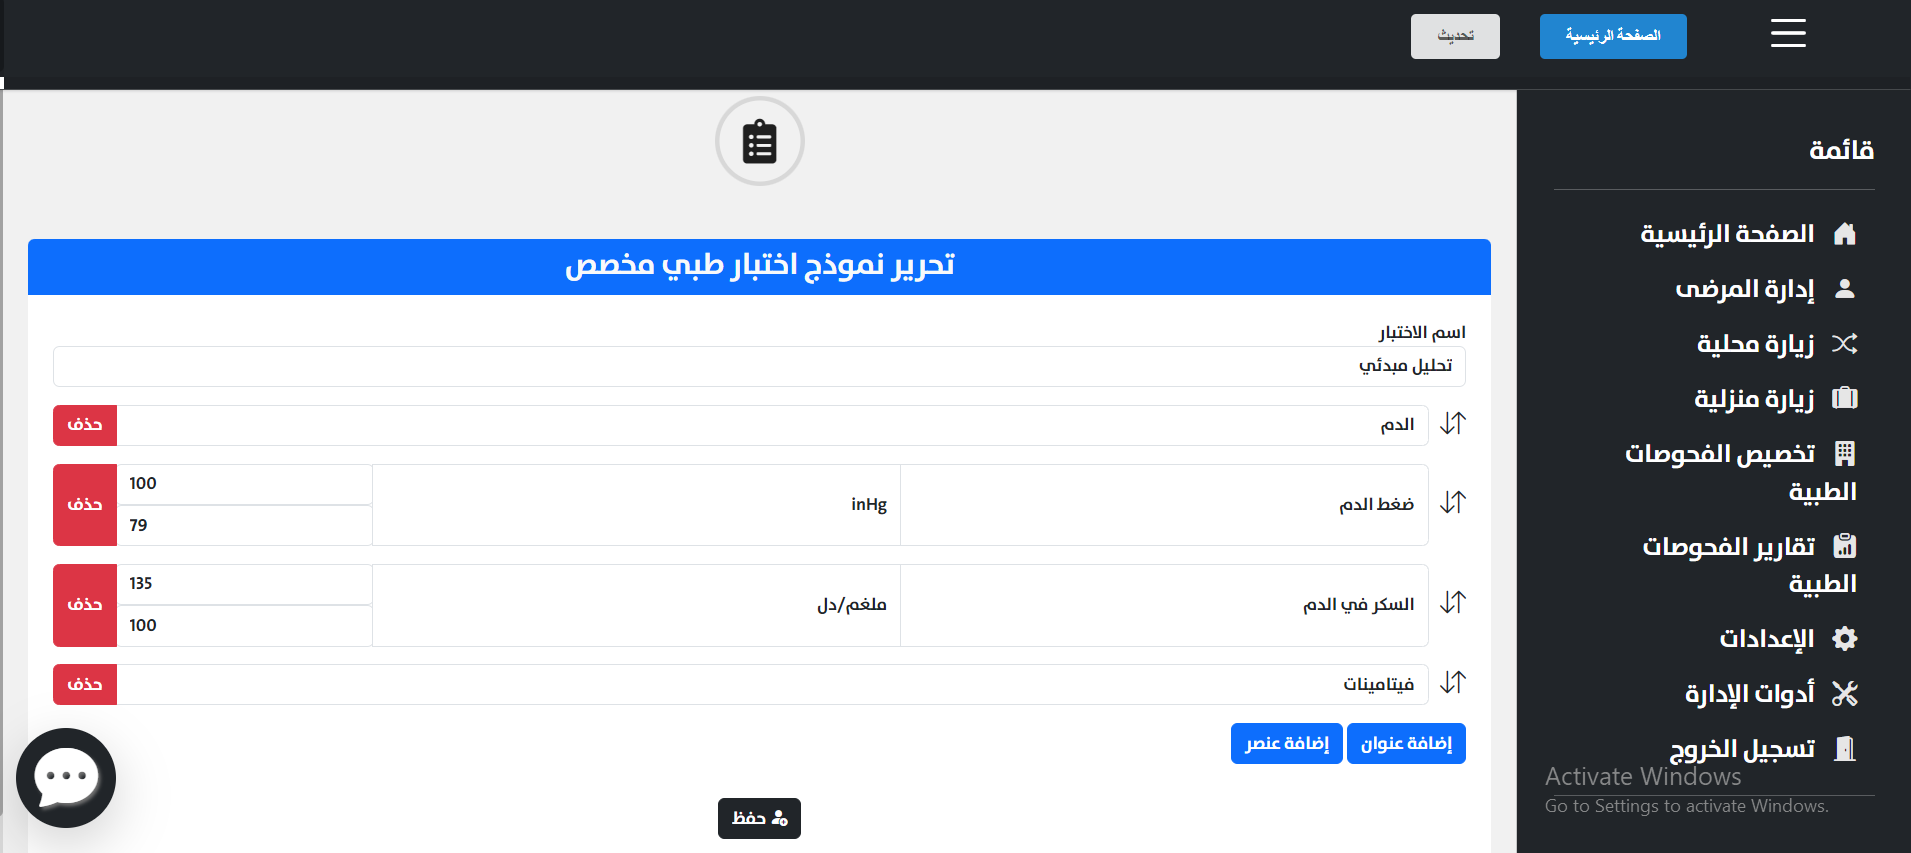 الصفحة الرئيسية
تحديث
قائمة
الصفحة الرئيسية
إدارة المرضى
زيارة محلية
زيارة منزلية
تخصيص الفحوصات
الطبية
تقارير الفحوصات
الطبية
الإعدادات
أدوات الإدارة
تسجيل الخروج
Activate Windows
Go to Settings to activate Windows.
تحرير نموذج اختبار طبي مخصص
اسم الاختبار
تحليل مبدئي
الدم
حذف
ضغط الدم
inHg
100
79
حذف
السكر في الدم
ملغم/دل
135
100
حذف
فيتامينات
حذف
إضافة عنوان
إضافة عنصر
حفظ